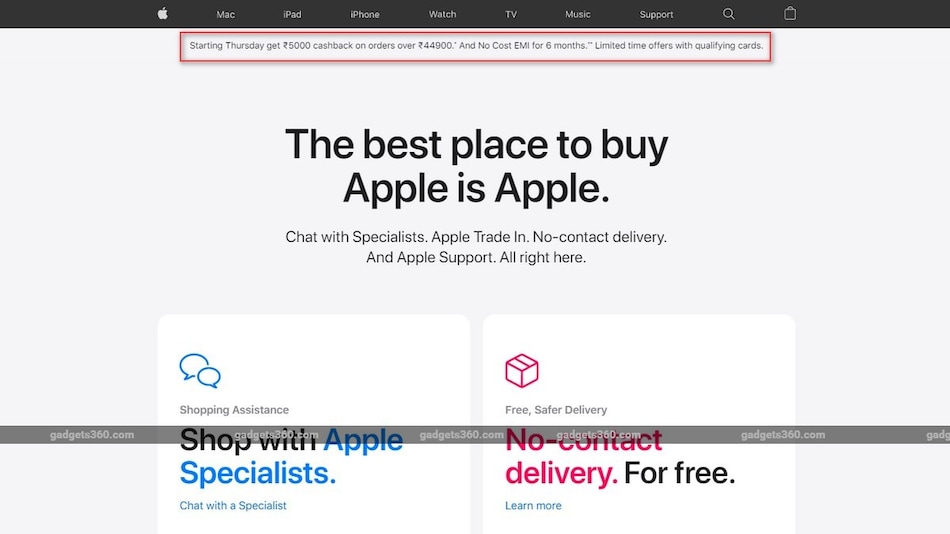 Mac iPad iPhone Watch TV Music Support
Starting Thursday get ₹5000 cashback on orders over ₹44900.* And No Cost EMI for 6 months.** Limited time offers with qualifying cards.
The best place to buy
Apple is Apple.
Chat with Specialists. Apple Trade In. No-contact delivery.
And Apple Support. All right here.
Shopping Assistance
Shop with Apple
Specialists.
Chat with a Specialist
Free, Safer Delivery
No-contact
delivery. For free.
Learn more
gadgets360.com gadgets360.com gadgets360.com gadgets360.com gadgets360.com gadg